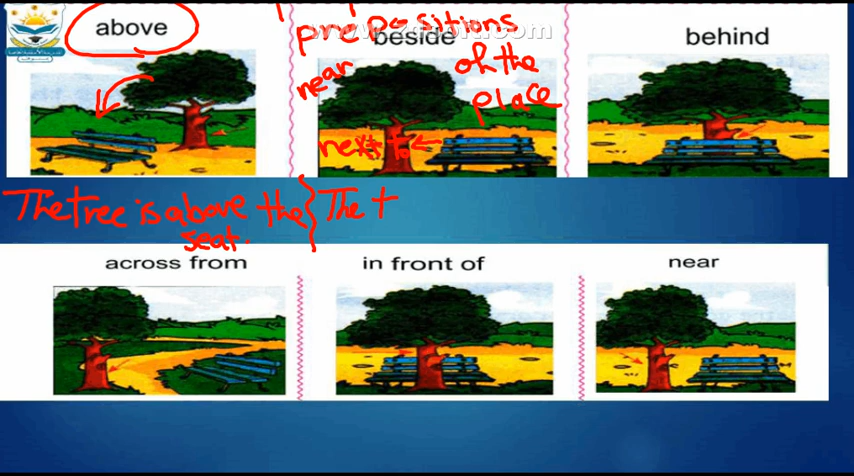 above
prepositions
beside
of the
place
near
next to
behind
The tree is above the
seat.
The t
across from
in front of
near